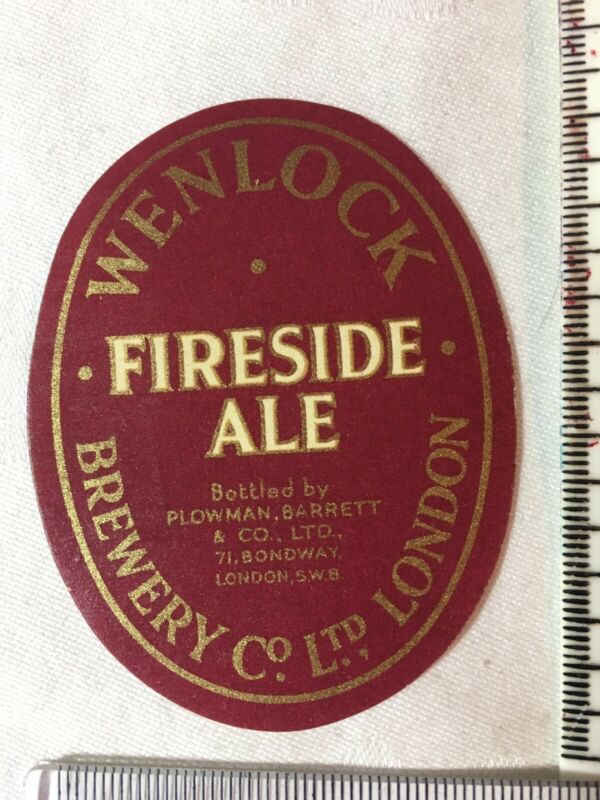 WENLOCK
FIRESIDE
ALE
Bottled by
PLOWMAN, BARRETT
& CO., LTD.,
71, BONDWAY,
LONDON, S.W.8.
BREWERY Co. LTD., LONDON